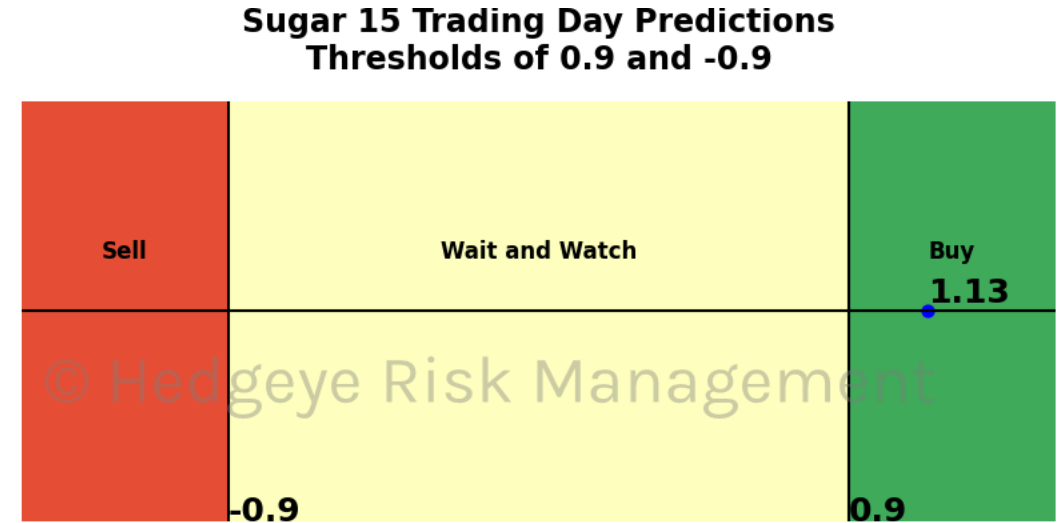 Sugar 15 Trading Day Predictions
Thresholds of 0.9 and -0.9
Sell
Wait and Watch
Buy
1.13
© Hedgeye Risk Management
-0.9
0.9